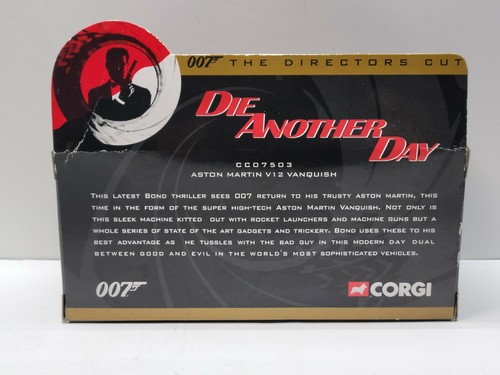 007 THE DIRECTORS CUT
DIE
ANOTHER
DAY
CC07503
ASTON MARTIN V12 VANQUISH
THIS LATEST BOND THRILLER SEES 007 RETURN TO HIS TRUSTY ASTON MARTIN, THIS
TIME IN THE FORM OF THE SUPER HIGH-TECH ASTON MARTIN VANQUISH. NOT ONLY IS
THIS SLEEK MACHINE KITTED OUT WITH ROCKET LAUNCHERS AND MACHINE GUNS BUT A
WHOLE SERIES OF STATE OF THE ART GADGETS AND TRICKERY. BOND USES THESE TO HIS
BEST ADVANTAGE AS HE TUSSLES WITH THE BAD GUY IN THIS MODERN DAY DUAL
BETWEEN GOOD AND EVIL IN THE WORLD'S MOST SOPHISTICATED VEHICLES.
007 CORGI